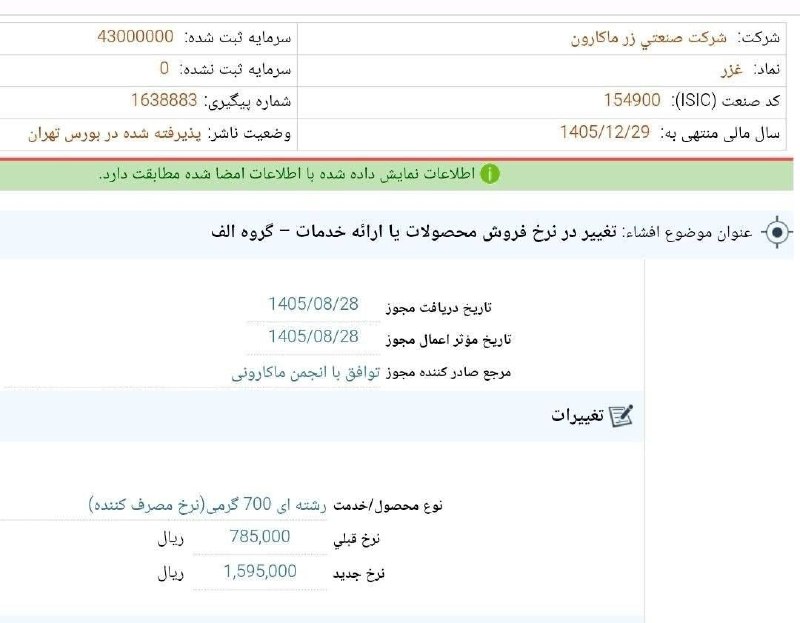 شرکت: شرکت صنعتي زر ماکارون
سرمایه ثبت شده: 43000000
نماد: غزر
سرمایه ثبت نشده: 0
کد صنعت (ISIC): 154900
شماره پیگیری: 1638883
سال مالی منتهی به: 1405/12/29
وضعیت ناشر: پذیرفته شده در بورس تهران
اطلاعات نمایش داده شده با اطلاعات امضا شده مطابقت دارد.
عنوان موضوع افشاء: تغییر در نرخ فروش محصولات یا ارائه خدمات – گروه الف
تاریخ دریافت مجوز 1405/08/28
تاریخ مؤثر اعمال مجوز 1405/08/28
مرجع صادر کننده مجوز توافق با انجمن ماکارونی
تغییرات
نوع محصول/خدمت رشته ای 700 گرمی(نرخ مصرف کننده)
نرخ قبلي 785,000 ریال
نرخ جدید 1,595,000 ریال